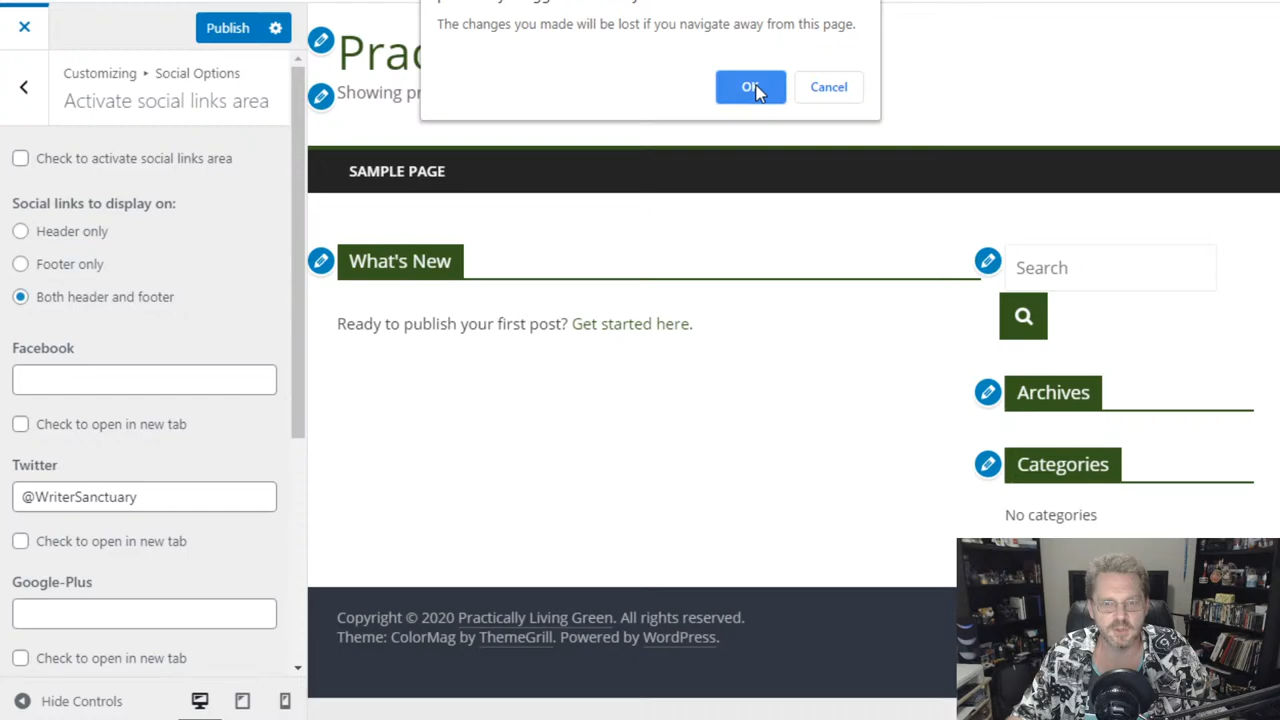 The changes you made will be lost if you navigate away from this page.
OK
Cancel
Publish
Customizing ▸ Social Options
Activate social links area
Check to activate social links area
Social links to display on:
Header only
Footer only
Both header and footer
Facebook
Check to open in new tab
Twitter
@WriterSanctuary
Check to open in new tab
Google-Plus
Check to open in new tab
Hide Controls
Showing
SAMPLE PAGE
What's New
Ready to publish your first post? Get started here.
Search
Archives
Categories
No categories
Copyright © 2020 Practically Living Green. All rights reserved.
Theme: ColorMag by ThemeGrill. Powered by WordPress.